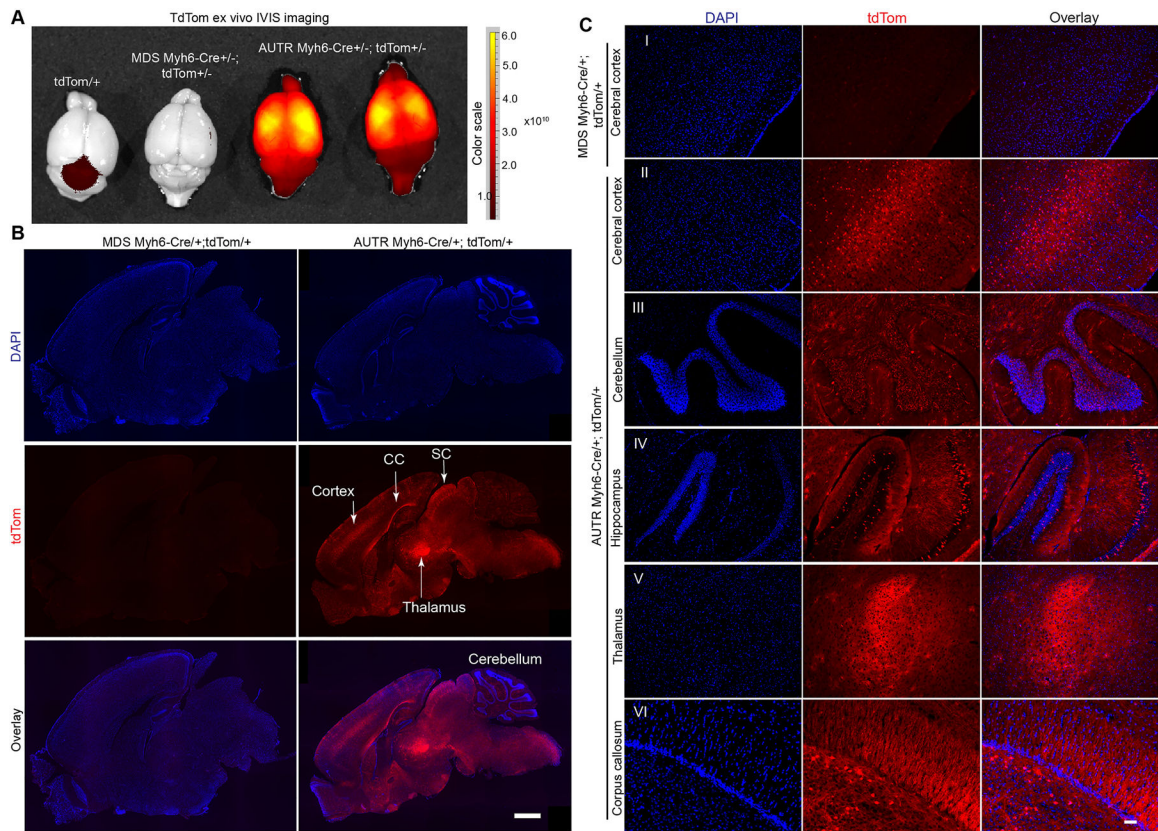 A
TdTom ex vivo IVIS imaging
tdTom/+
MDS Myh6-Cre+/-;
tdTom+/-
AUTR Myh6-Cre+/-; tdTom+/-
Color scale
6.0
5.0
4.0
x10¹⁰
3.0
2.0
1.0
B
MDS Myh6-Cre/+;tdTom/+
AUTR Myh6-Cre/+; tdTom/+
DAPI
tdTom
Cortex
CC
SC
Thalamus
Overlay
Cerebellum
C
DAPI
tdTom
Overlay
MDS Myh6-Cre/+;
tdTom/+
Cerebral cortex
I
AUTR Myh6-Cre/+; tdTom/+
Cerebral cortex
II
Cerebellum
III
Hippocampus
IV
Thalamus
V
Corpus callosum
VI